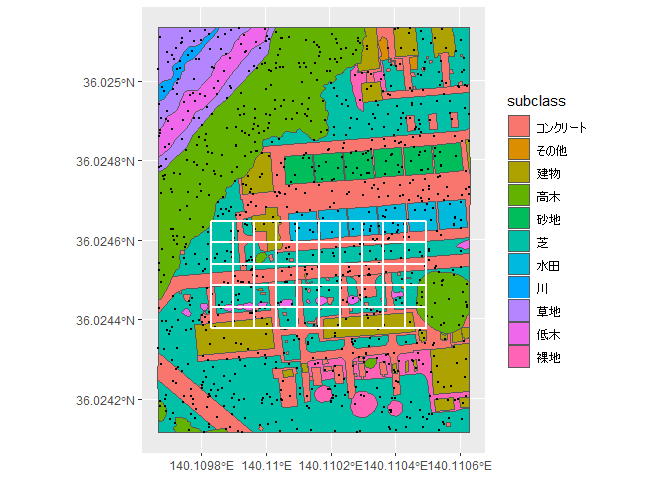 subclass
コンクリート
その他
建物
高木
砂地
芝
水田
川
草地
低木
裸地
36.025°N
36.0248°N
36.0246°N
36.0244°N
36.0242°N
140.1098°E
140.11°E
140.1102°E
140.1104°E
140.1106°E